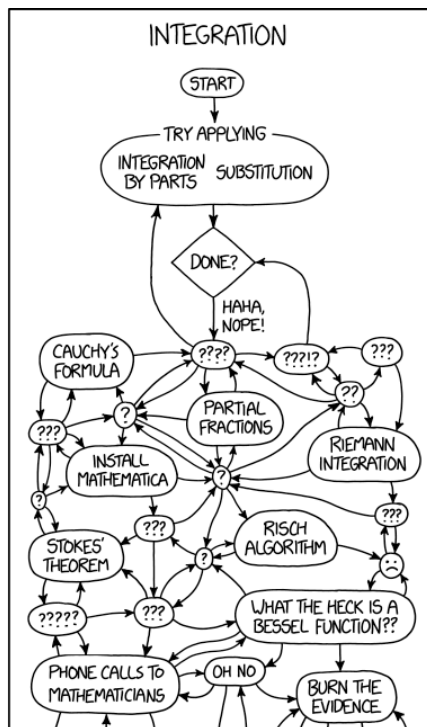 INTEGRATION
START
TRY APPLYING
INTEGRATION
BY PARTS
SUBSTITUTION
DONE?
HAHA,
NOPE!
CAUCHY'S
FORMULA
????
???!?
???
??
?
PARTIAL
FRACTIONS
???
RIEMANN
INTEGRATION
INSTALL
MATHEMATICA
?
?
???
???
STOKES'
THEOREM
?
RISCH
ALGORITHM
?????
???
WHAT THE HECK IS A
BESSEL FUNCTION??
PHONE CALLS TO
MATHEMATICIANS
OH NO
BURN THE
EVIDENCE